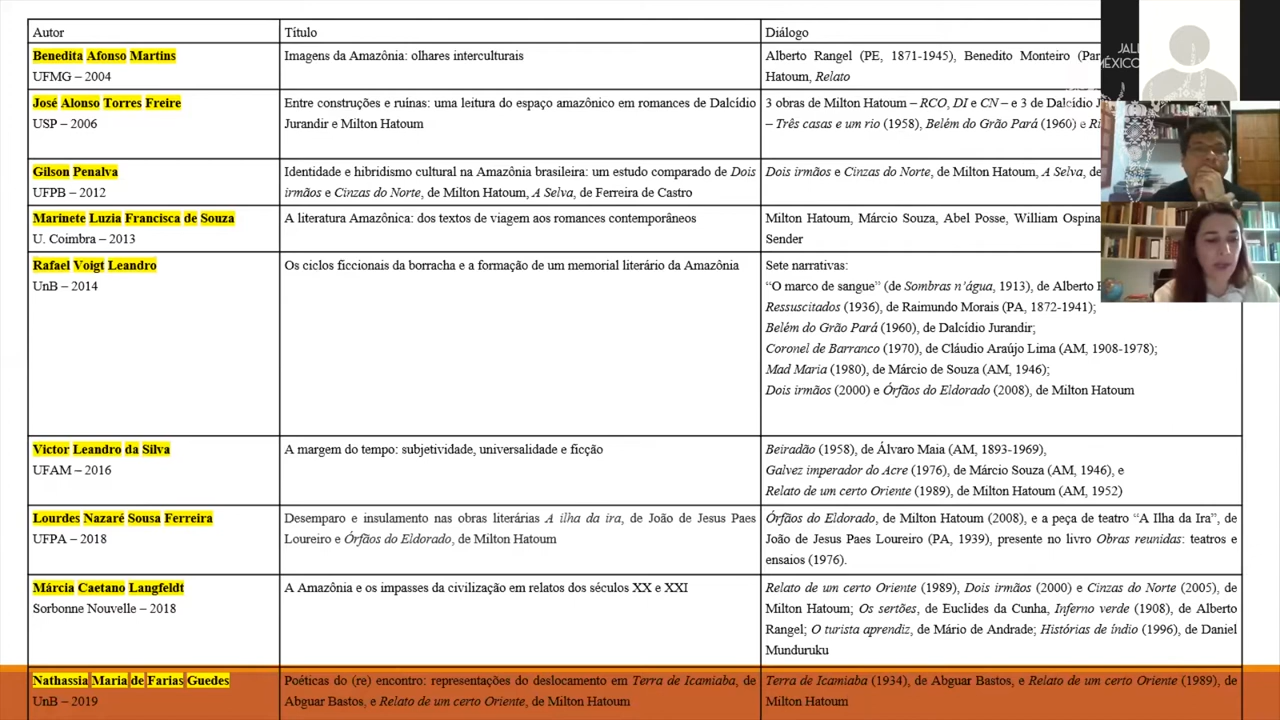 Autor
Título
Diálogo
Benedita Afonso Martins
UFMG – 2004
Imagens da Amazônia: olhares interculturais
Alberto Rangel (PE, 1871-1945), Benedito Monteiro
Hatoum, Relato
José Alonso Torres Freire
USP – 2006
Entre construções e ruínas: uma leitura do espaço amazônico em romances de Dalcídio
Jurandir e Milton Hatoum
3 obras de Milton Hatoum – RCO, DI e CN – e 3 de Dalcídio
– Três casas e um rio (1958), Belém do Grão Pará (1960) e
Gilson Penalva
UFPB – 2012
Identidade e hibridismo cultural na Amazônia brasileira: um estudo comparado de Dois
irmãos e Cinzas do Norte, de Milton Hatoum, A Selva, de Ferreira de Castro
Dois irmãos e Cinzas do Norte, de Milton Hatoum, A Selva, de
Marinete Luzia Francisca de Souza
U. Coimbra – 2013
A literatura Amazônica: dos textos de viagem aos romances contemporâneos
Milton Hatoum, Márcio Souza, Abel Posse, William Ospina
Sender
Rafael Voigt Leandro
UnB – 2014
Os ciclos ficcionais da borracha e a formação de um memorial literário da Amazônia
Sete narrativas:
“O marco de sangue” (de Sombras n’água, 1913), de Alberto
Ressuscitados (1936), de Raimundo Morais (PA, 1872-1941);
Belém do Grão Pará (1960), de Dalcídio Jurandir;
Coronel de Barranco (1970), de Cláudio Araújo Lima (AM, 1908-1978);
Mad Maria (1980), de Márcio de Souza (AM, 1946);
Dois irmãos (2000) e Órfãos do Eldorado (2008), de Milton Hatoum
Victor Leandro da Silva
UFAM – 2016
A margem do tempo: subjetividade, universalidade e ficção
Beiradão (1958), de Álvaro Maia (AM, 1893-1969),
Galvez imperador do Acre (1976), de Márcio Souza (AM, 1946), e
Relato de um certo Oriente (1989), de Milton Hatoum (AM, 1952)
Lourdes Nazaré Sousa Ferreira
UFPA – 2018
Desemparo e insulamento nas obras literárias A ilha da ira, de João de Jesus Paes
Loureiro e Órfãos do Eldorado, de Milton Hatoum
Órfãos do Eldorado, de Milton Hatoum (2008), e a peça de teatro “A Ilha da Ira”, de
João de Jesus Paes Loureiro (PA, 1939), presente no livro Obras reunidas: teatros e
ensaios (1976).
Márcia Caetano Langfeldt
Sorbonne Nouvelle – 2018
A Amazônia e os impasses da civilização em relatos dos séculos XX e XXI
Relato de um certo Oriente (1989), Dois irmãos (2000) e Cinzas do Norte (2005), de
Milton Hatoum; Os sertões, de Euclides da Cunha, Inferno verde (1908), de Alberto
Rangel; O turista aprendiz, de Mário de Andrade; Histórias de índio (1996), de Daniel
Munduruku
Nathassia Maria de Farias Guedes
UnB – 2019
Poéticas do (re) encontro: representações do deslocamento em Terra de Icamiaba, de
Abguar Bastos, e Relato de um certo Oriente, de Milton Hatoum
Terra de Icamiaba (1934), de Abguar Bastos, e Relato de um certo Oriente (1989), de
Milton Hatoum